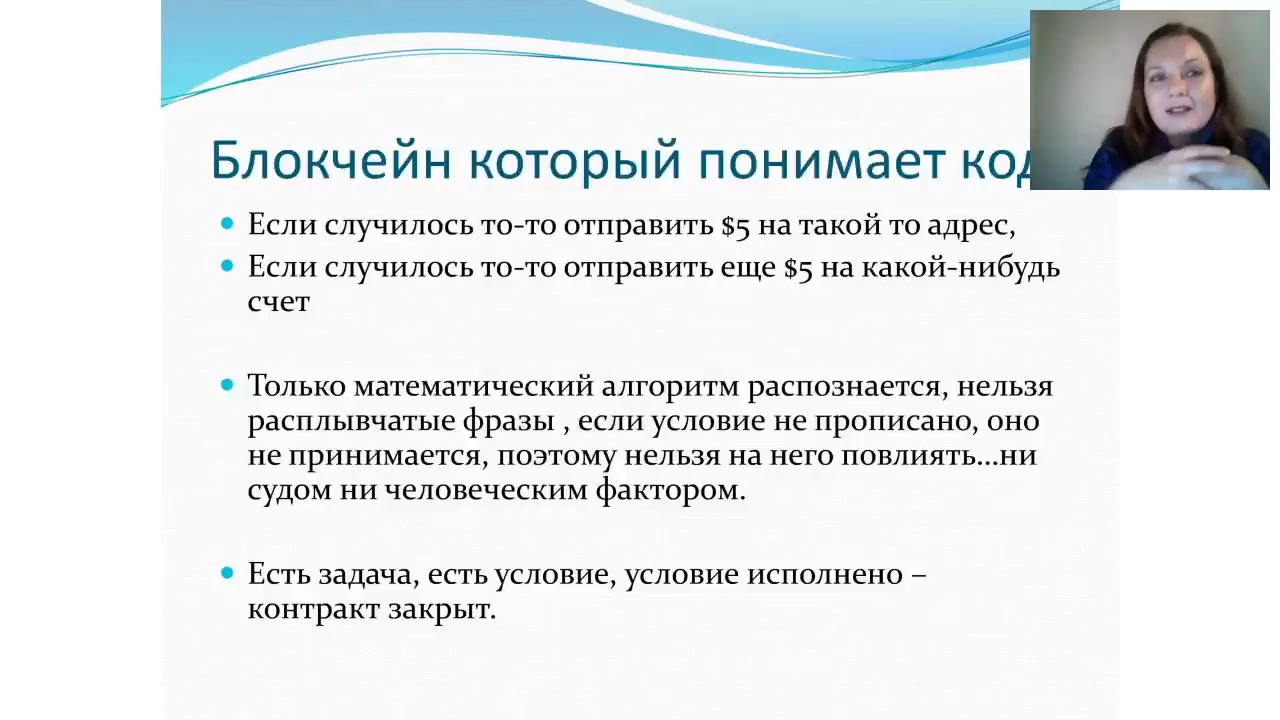 Блокчейн который понимает код
Если случилось то-то отправить $5 на такой то адрес,
Если случилось то-то отправить еще $5 на какой-нибудь
счет
Только математический алгоритм распознается, нельзя
расплывчатые фразы , если условие не прописано, оно
не принимается, поэтому нельзя на него повлиять...ни
судом ни человеческим фактором.
Есть задача, есть условие, условие исполнено –
контракт закрыт.